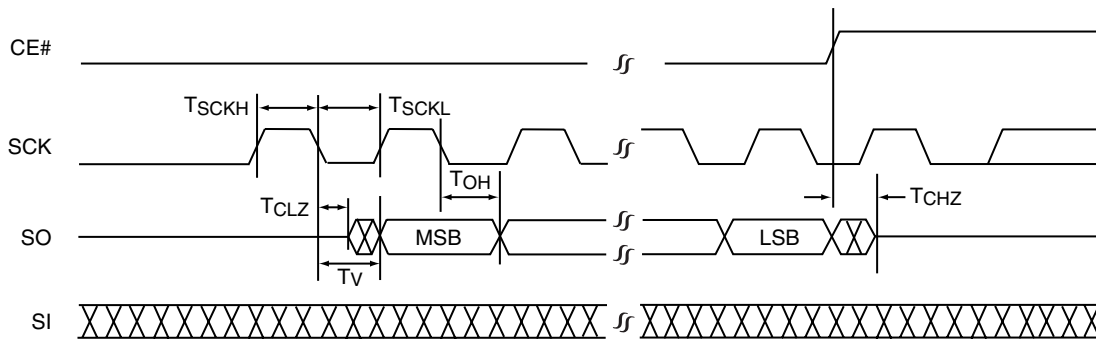 CE#
TSCKH
TSCKL
SCK
TOH
TCLZ
TCHZ
SO
MSB
LSB
TV
SI